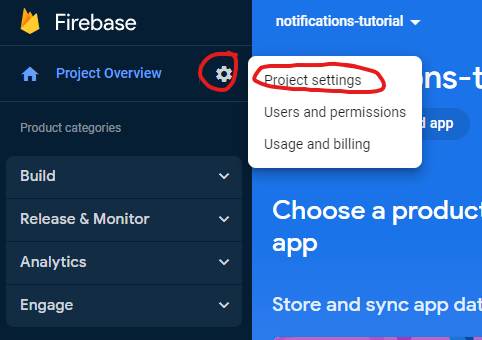 Firebase
notifications-tutorial
Project Overview
Project settings
Users and permissions
Usage and billing
ns-t
d app
Product categories
Build
Release & Monitor
Analytics
Engage
Choose a product
app
Store and sync app dat